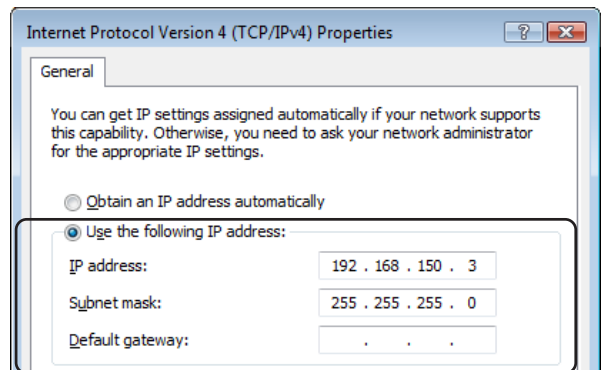 Internet Protocol Version 4 (TCP/IPv4) Properties
General
You can get IP settings assigned automatically if your network supports
this capability. Otherwise, you need to ask your network administrator
for the appropriate IP settings.
Obtain an IP address automatically
Use the following IP address:
IP address: 192 . 168 . 150 . 3
Subnet mask: 255 . 255 . 255 . 0
Default gateway: . . .